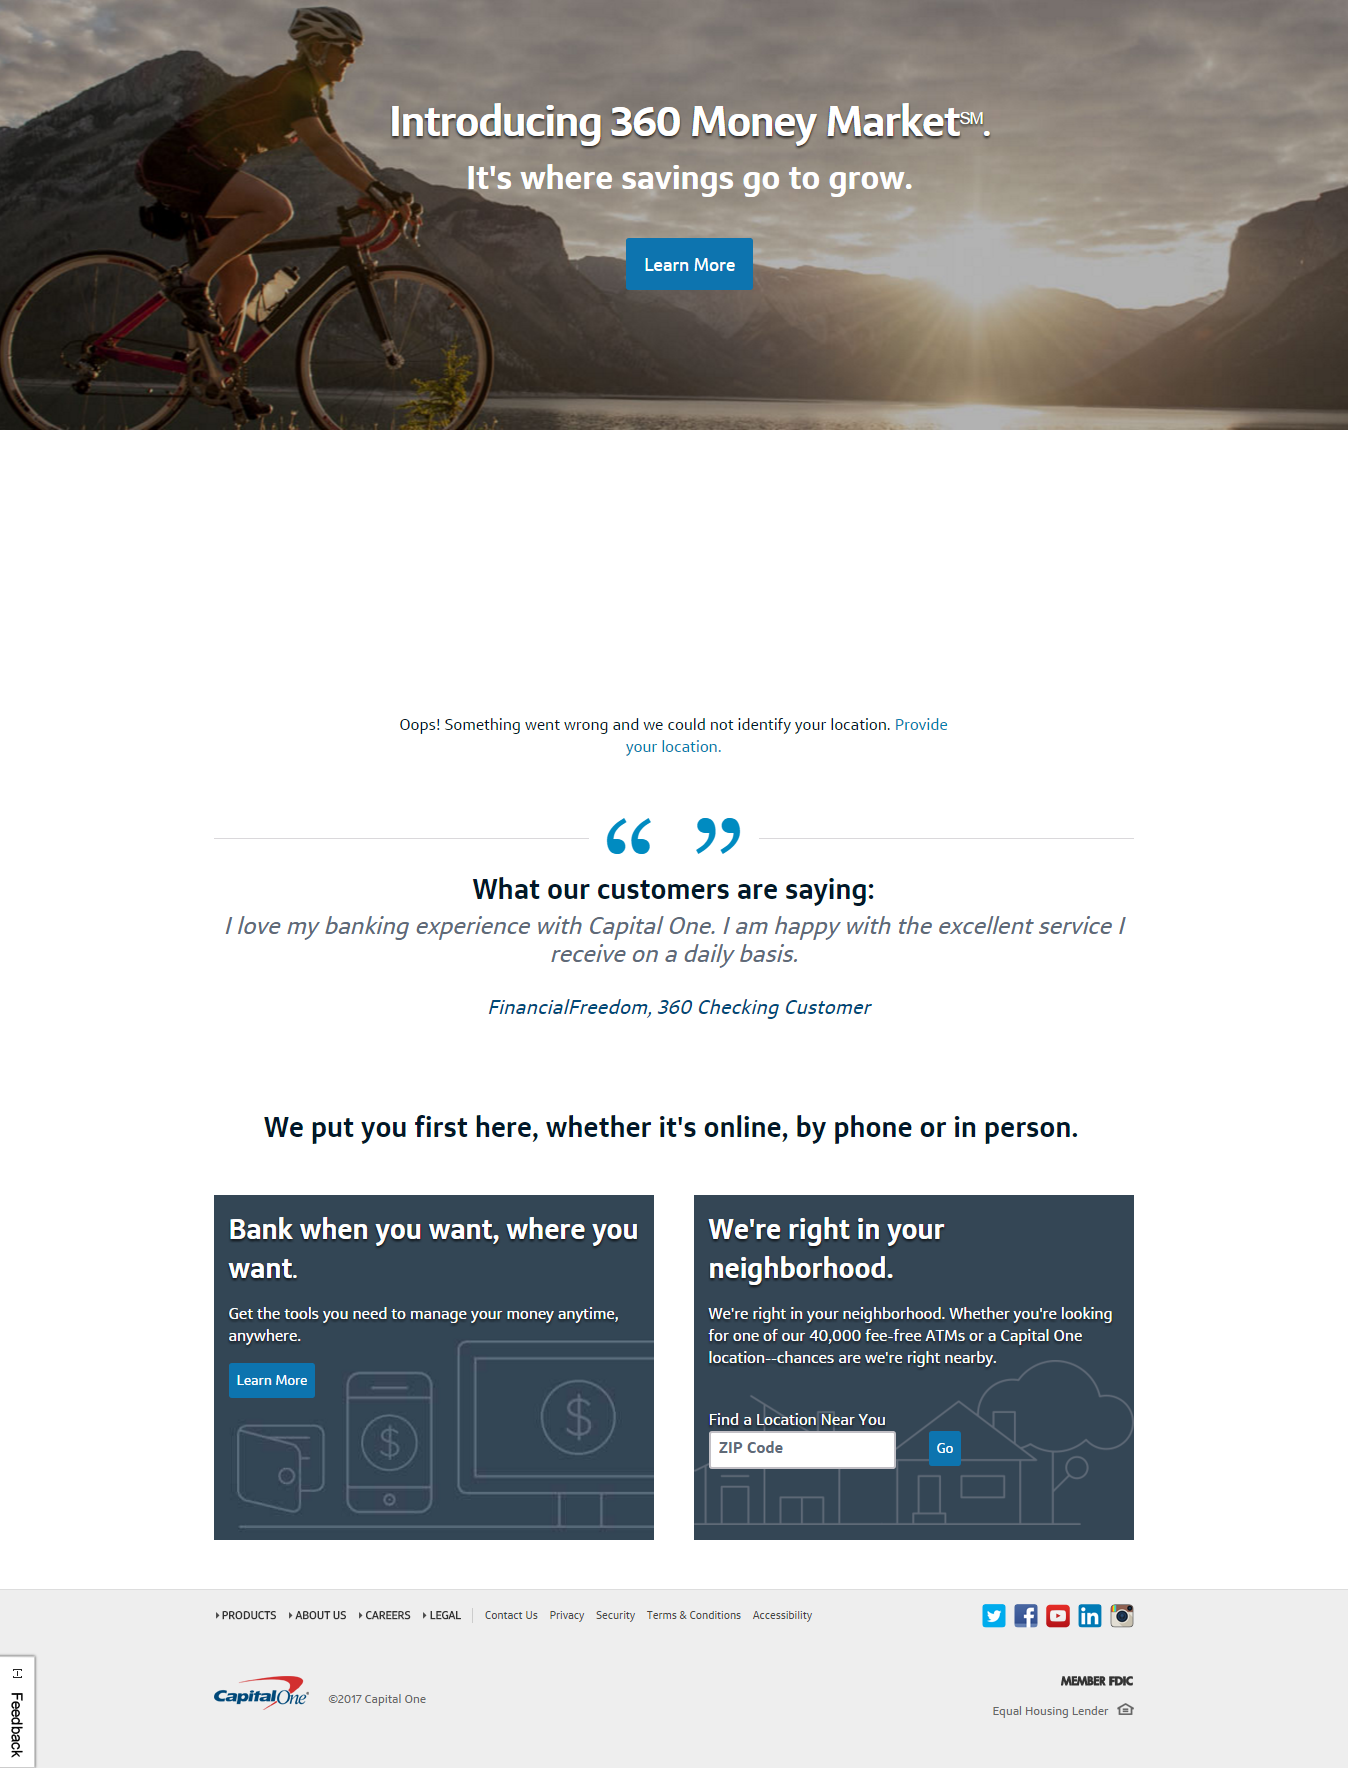 Introducing 360 Money Market℠.
It's where savings go to grow.
Learn More
Oops! Something went wrong and we could not identify your location. Provide
your location.
“ ”
What our customers are saying:
I love my banking experience with Capital One. I am happy with the excellent service I
receive on a daily basis.
FinancialFreedom, 360 Checking Customer
We put you first here, whether it's online, by phone or in person.
Bank when you want, where you
want.
Get the tools you need to manage your money anytime,
anywhere.
Learn More
$
$
We're right in your
neighborhood.
We're right in your neighborhood. Whether you're looking
for one of our 40,000 fee-free ATMs or a Capital One
location--chances are we're right nearby.
Find a Location Near You
ZIP Code
Go
PRODUCTS ABOUT US CAREERS LEGAL Contact Us Privacy Security Terms & Conditions Accessibility
Capital One® ©2017 Capital One
MEMBER FDIC
Equal Housing Lender
[-] Feedback